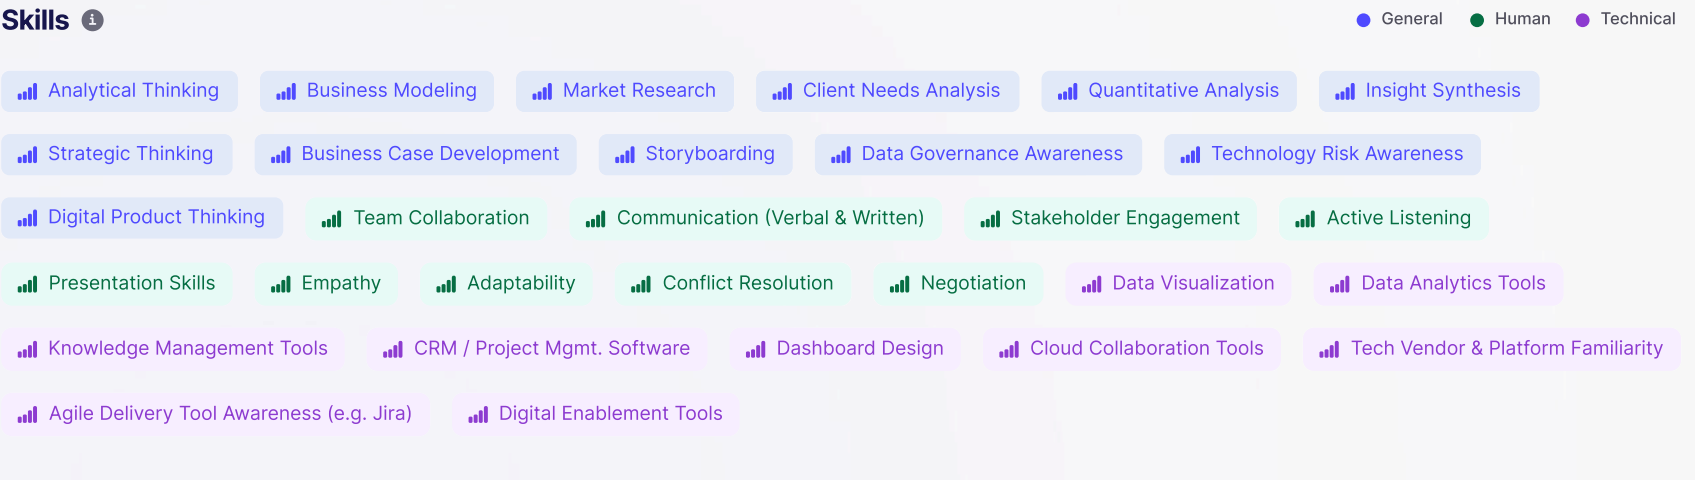 Skills General Human Technical
Analytical Thinking Business Modeling Market Research Client Needs Analysis Quantitative Analysis Insight Synthesis
Strategic Thinking Business Case Development Storyboarding Data Governance Awareness Technology Risk Awareness
Digital Product Thinking Team Collaboration Communication (Verbal & Written) Stakeholder Engagement Active Listening
Presentation Skills Empathy Adaptability Conflict Resolution Negotiation Data Visualization Data Analytics Tools
Knowledge Management Tools CRM / Project Mgmt. Software Dashboard Design Cloud Collaboration Tools Tech Vendor & Platform Familiarity
Agile Delivery Tool Awareness (e.g. Jira) Digital Enablement Tools